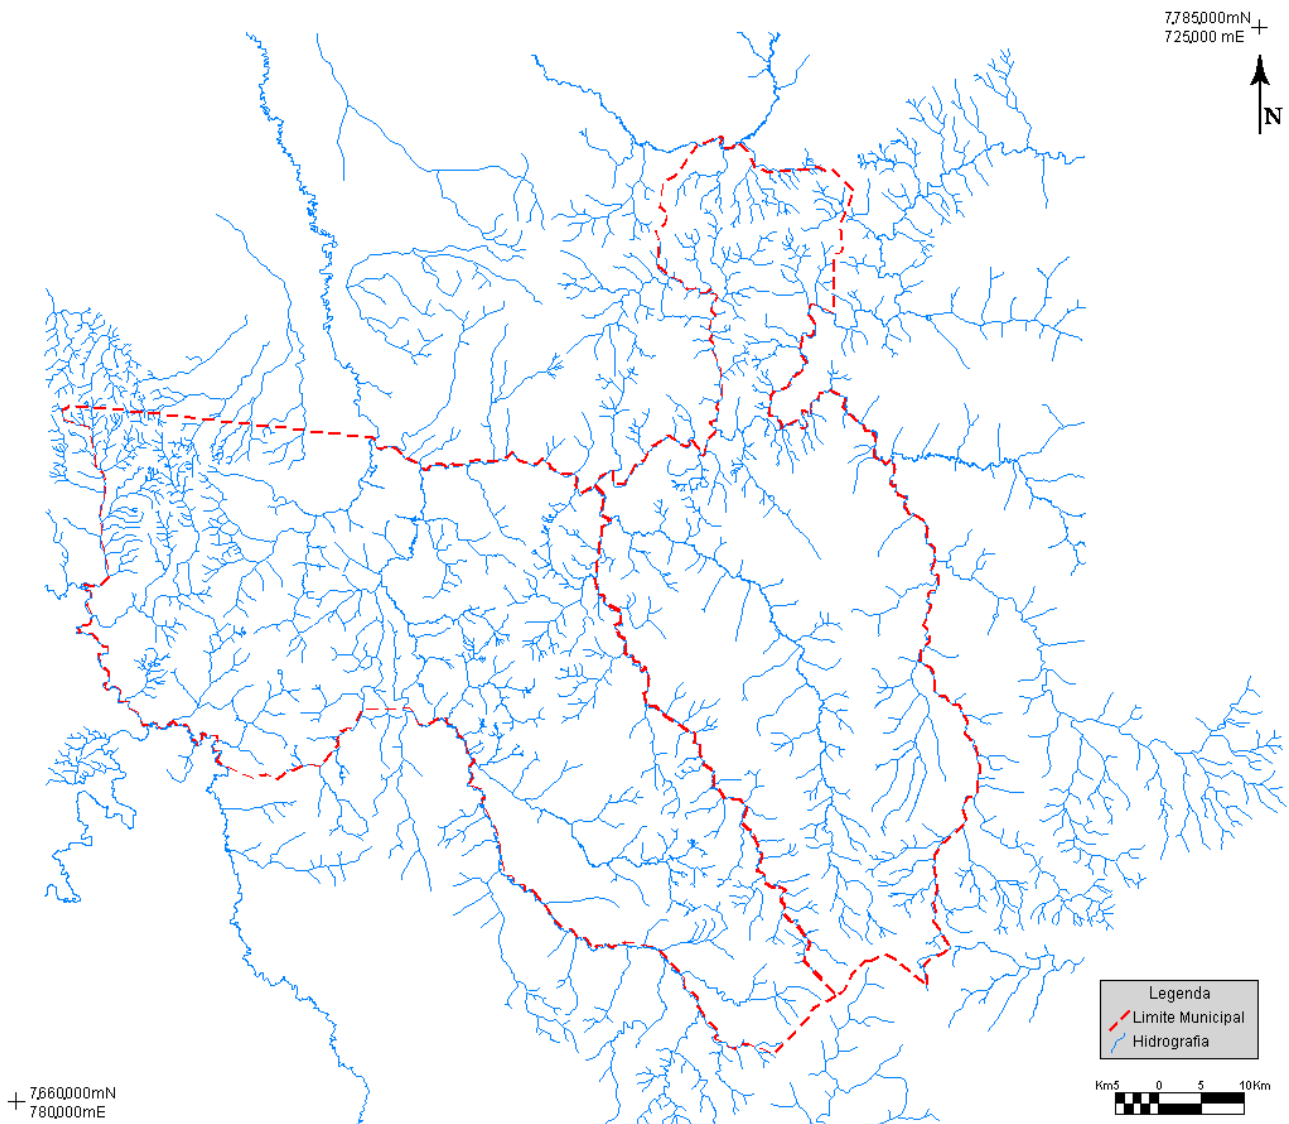 7,785,000mN
725,000 mE
N
Legenda
Limite Municipal
Hidrografia
Km5 0 5 10Km
7,660,000mN
780,000mE